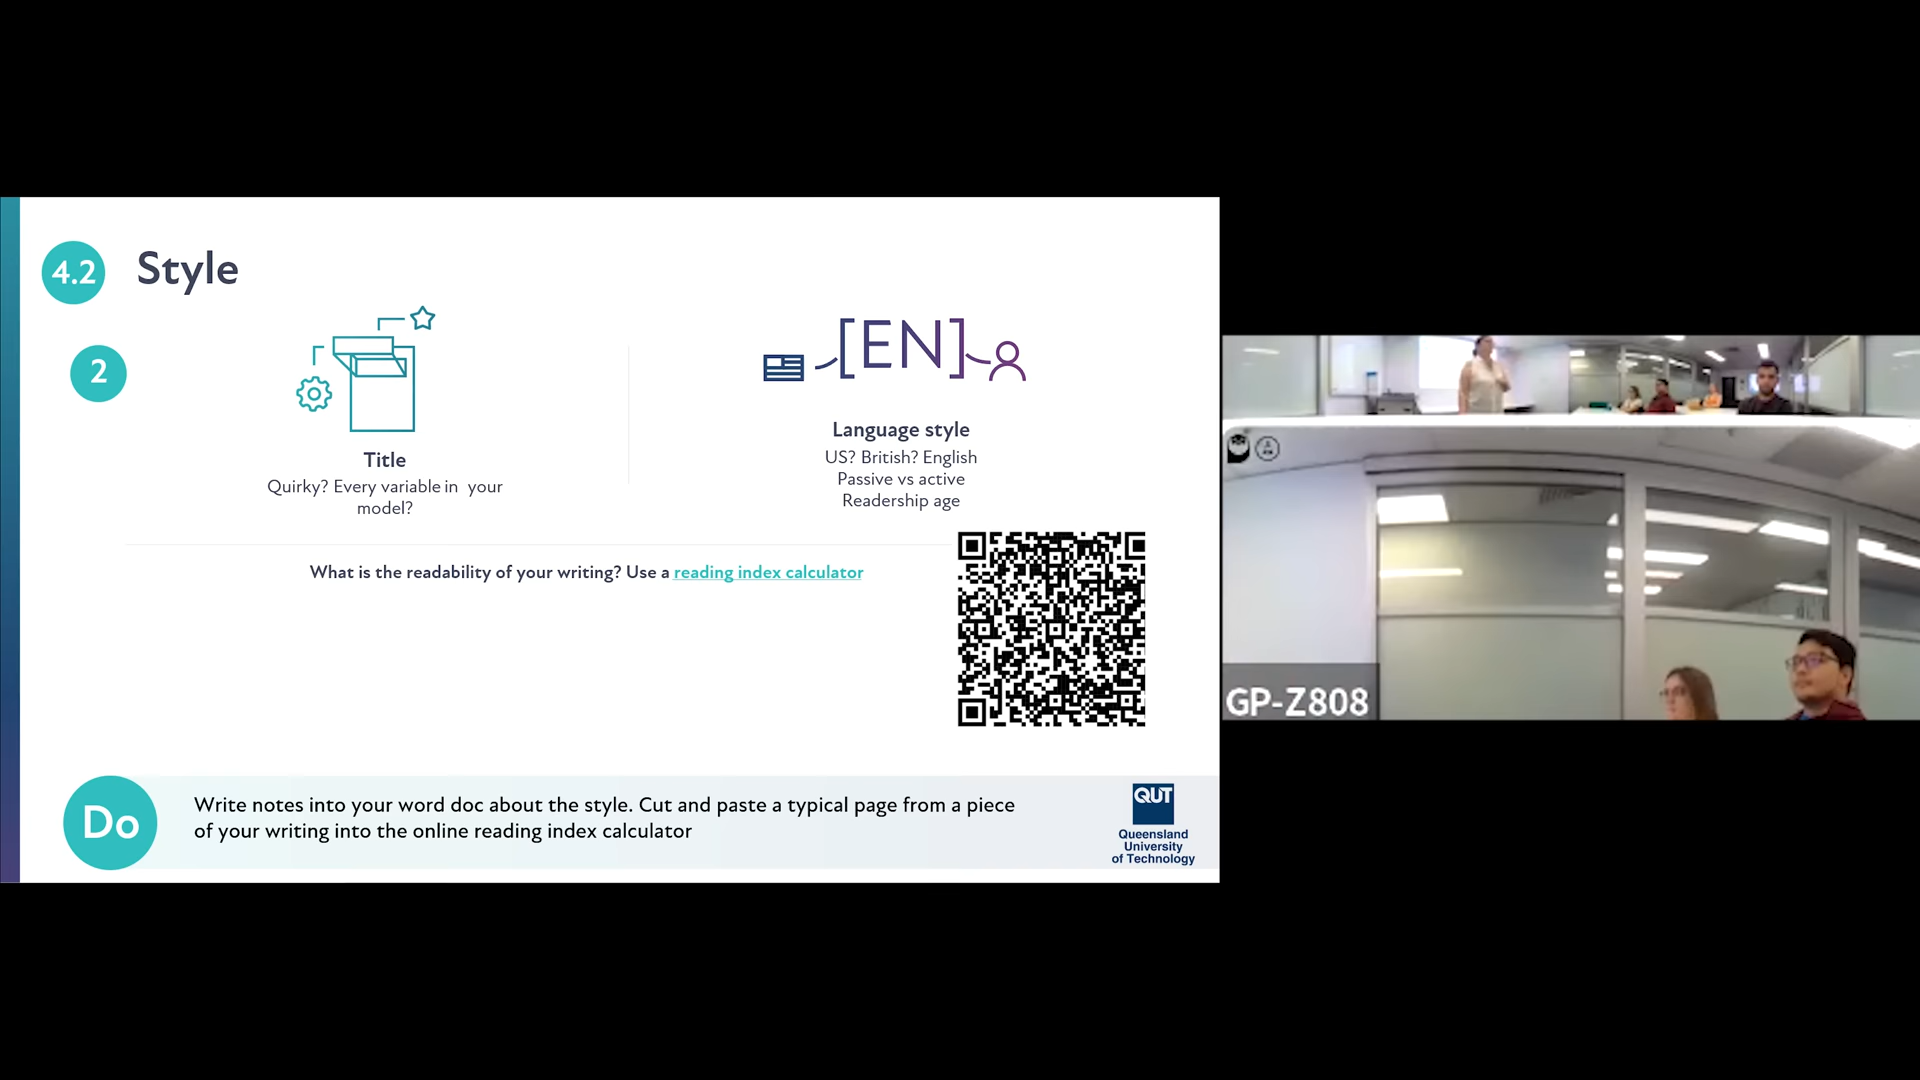 4.2
Style
2
[EN]
Title
Quirky? Every variable in your
model?
Language style
US? British? English
Passive vs active
Readership age
What is the readability of your writing? Use a reading index calculator
Do
Write notes into your word doc about the style. Cut and paste a typical page from a piece
of your writing into the online reading index calculator
QUT
Queensland
University
of Technology
GP-Z808